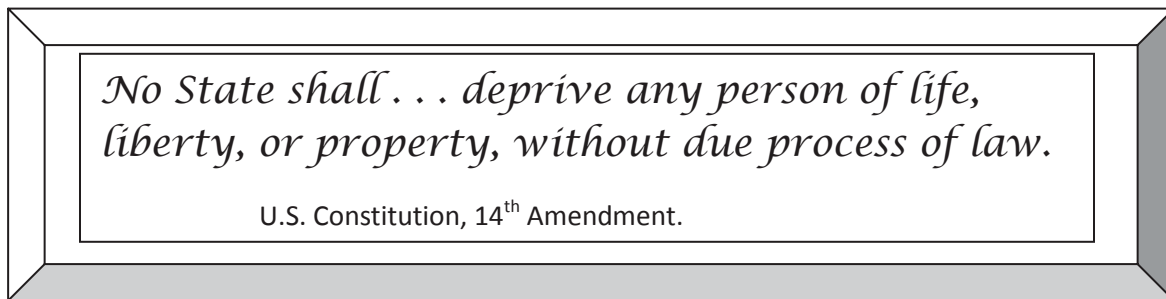 No State shall . . . deprive any person of life,
liberty, or property, without due process of law.
U.S. Constitution, 14th Amendment.